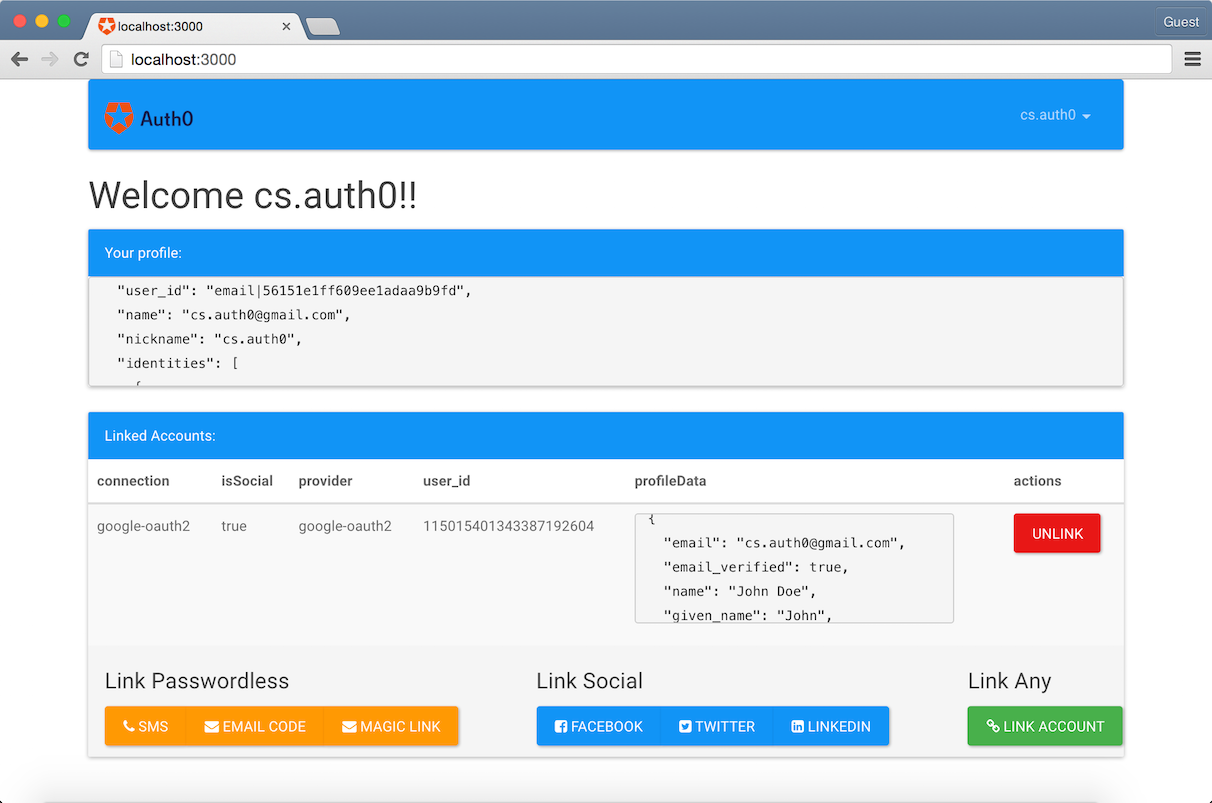 localhost:3000
Guest
localhost:3000
Auth0
cs.auth0
Welcome cs.auth0!!
Your profile:
"user_id": "email|56151e1ff609ee1adaa9b9fd",
"name": "cs.auth0@gmail.com",
"nickname": "cs.auth0",
"identities": [
{
Linked Accounts:
connection isSocial provider user_id profileData actions
google-oauth2 true google-oauth2 115015401343387192604 UNLINK
{
"email": "cs.auth0@gmail.com",
"email_verified": true,
"name": "John Doe",
"given_name": "John",
Link Passwordless Link Social Link Any
SMS EMAIL CODE MAGIC LINK FACEBOOK TWITTER LINKEDIN LINK ACCOUNT